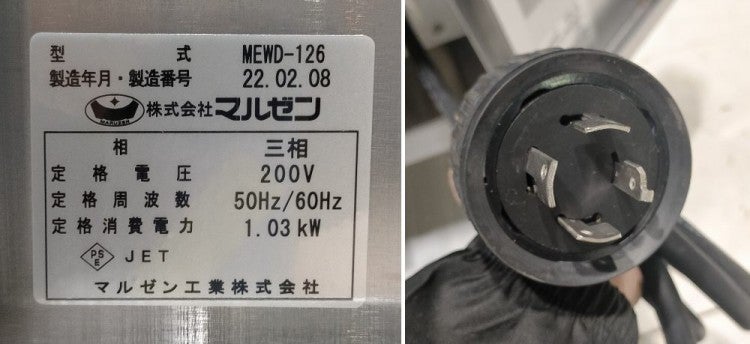 型 式 MEWD-126
製造年月・製造番号 22.02.08
MARUZEN 株式会社マルゼン
相 三相
定格電圧 200V
定格周波数 50Hz/60Hz
定格消費電力 1.03kW
PSE JET
マルゼン工業株式会社